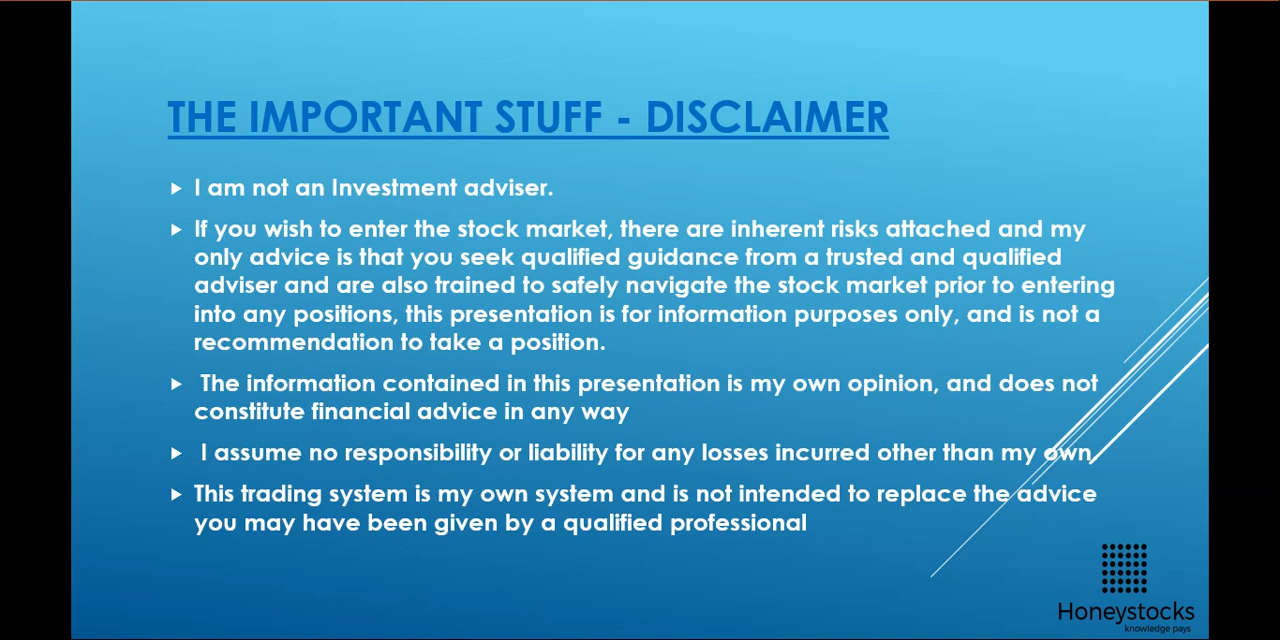 THE IMPORTANT STUFF - DISCLAIMER
I am not an Investment adviser.
If you wish to enter the stock market, there are inherent risks attached and my
only advice is that you seek qualified guidance from a trusted and qualified
adviser and are also trained to safely navigate the stock market prior to entering
into any positions, this presentation is for information purposes only, and is not a
recommendation to take a position.
The information contained in this presentation is my own opinion, and does not
constitute financial advice in any way
I assume no responsibility or liability for any losses incurred other than my own.
This trading system is my own system and is not intended to replace the advice
you may have been given by a qualified professional
Honeystocks
knowledge pays